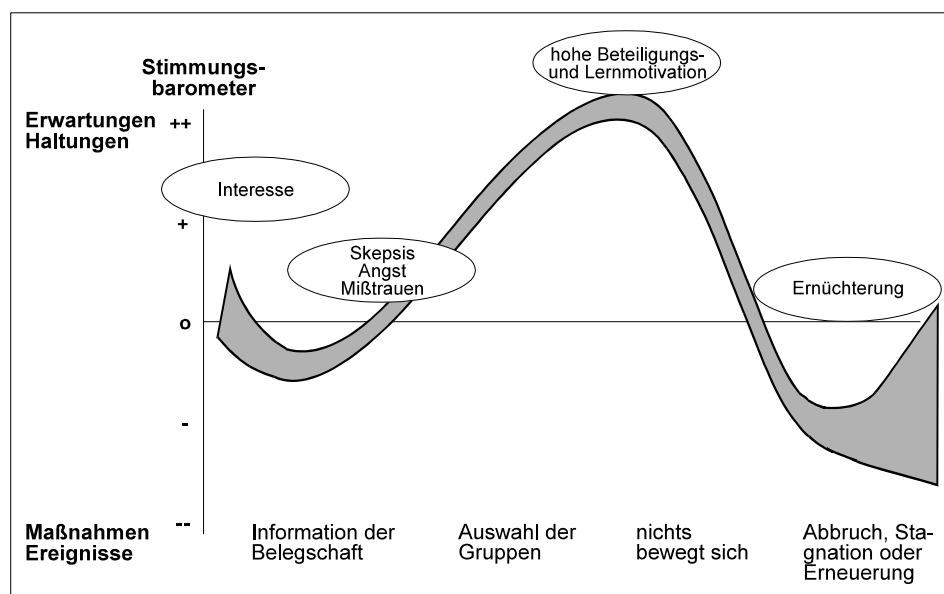 Stimmungs-
barometer
Erwartungen
Haltungen
++
+
o
-
--
Interesse
Skepsis
Angst
Mißtrauen
hohe Beteiligungs-
und Lernmotivation
Ernüchterung
Maßnahmen
Ereignisse
Information der
Belegschaft
Auswahl der
Gruppen
nichts
bewegt sich
Abbruch, Sta-
gnation oder
Erneuerung